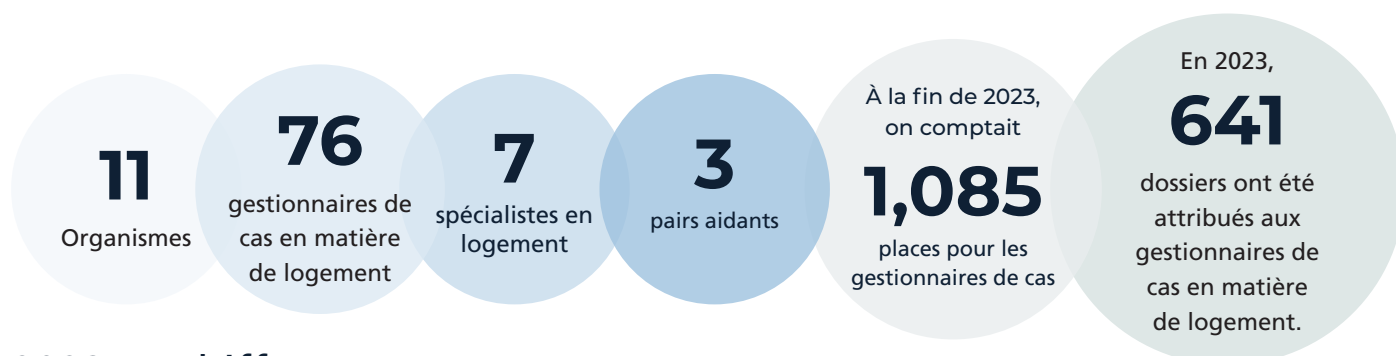 11
Organismes
76
gestionnaires de
cas en matière
de logement
7
spécialistes en
logement
3
pairs aidants
À la fin de 2023,
on comptait
1,085
places pour les
gestionnaires de cas
En 2023,
641
dossiers ont été
attribués aux
gestionnaires de
cas en matière
de logement.